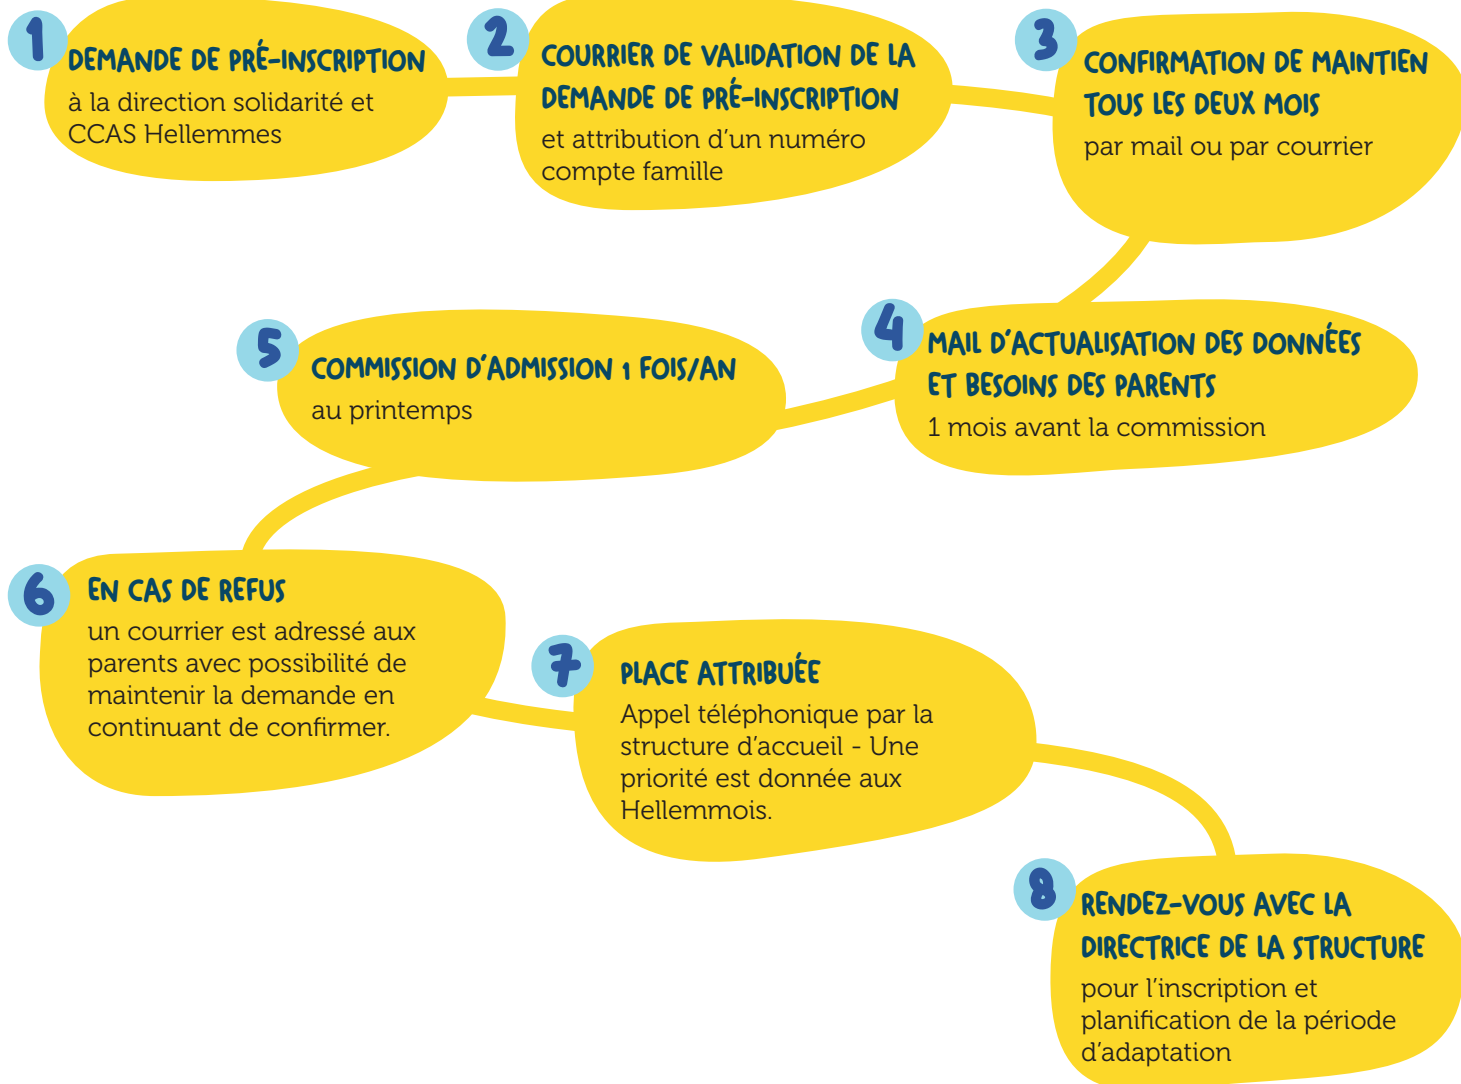 1
DEMANDE DE PRÉ-INSCRIPTION
à la direction solidarité et
CCAS Hellemmes
2
COURRIER DE VALIDATION DE LA
DEMANDE DE PRÉ-INSCRIPTION
et attribution d’un numéro
compte famille
3
CONFIRMATION DE MAINTIEN
TOUS LES DEUX MOIS
par mail ou par courrier
4
MAIL D’ACTUALISATION DES DONNÉES
ET BESOINS DES PARENTS
1 mois avant la commission
5
COMMISSION D’ADMISSION 1 FOIS/AN
au printemps
6
EN CAS DE REFUS
un courrier est adressé aux
parents avec possibilité de
maintenir la demande en
continuant de confirmer.
7
PLACE ATTRIBUÉE
Appel téléphonique par la
structure d’accueil - Une
priorité est donnée aux
Hellemmois.
8
RENDEZ-VOUS AVEC LA
DIRECTRICE DE LA STRUCTURE
pour l’inscription et
planification de la période
d’adaptation